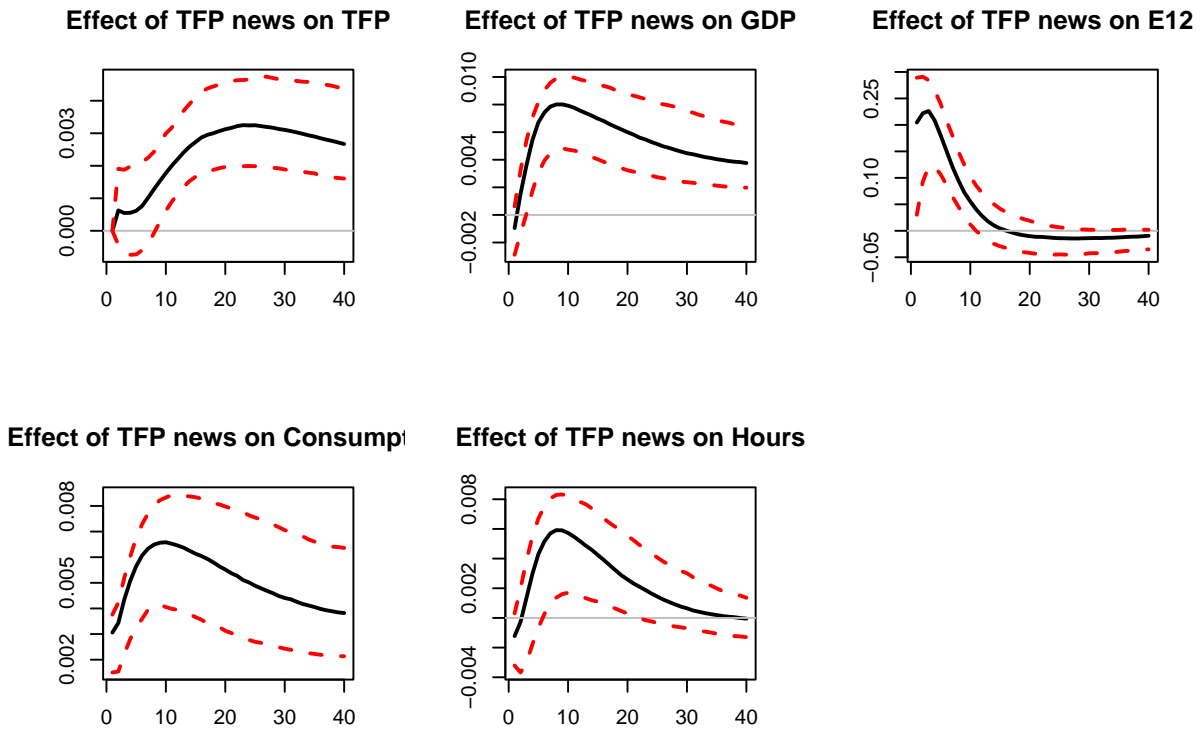 Effect of TFP news on TFP
0.000 0.003
0 10 20 30 40
Effect of TFP news on GDP
−0.002 0.004 0.010
0 10 20 30 40
Effect of TFP news on E12
−0.05 0.10 0.25
0 10 20 30 40
Effect of TFP news on Consumpt
0.002 0.005 0.008
0 10 20 30 40
Effect of TFP news on Hours
−0.004 0.002 0.008
0 10 20 30 40